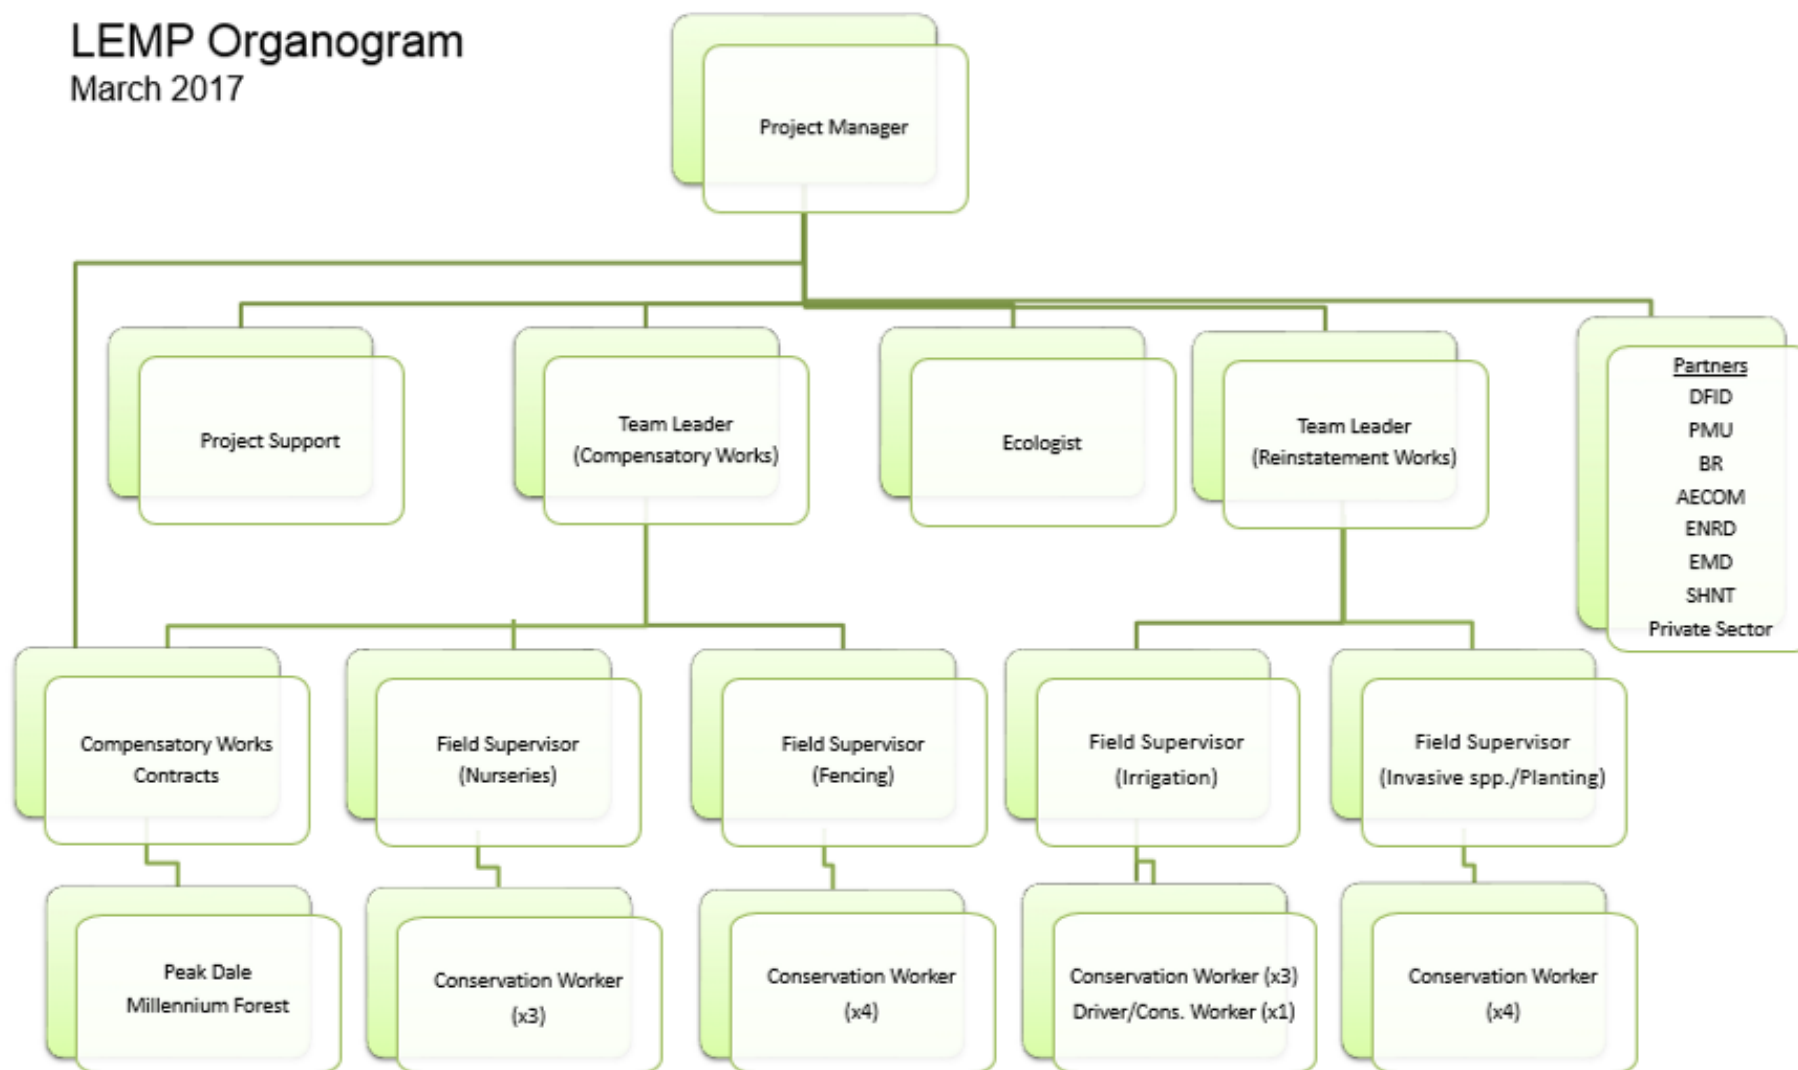 LEMP Organogram
March 2017
Project Manager
Project Support
Team Leader
(Compensatory Works)
Ecologist
Team Leader
(Reinstatement Works)
Partners
DFID
PMU
BR
AECOM
ENRD
EMD
SHNT
Private Sector
Compensatory Works
Contracts
Field Supervisor
(Nurseries)
Field Supervisor
(Fencing)
Field Supervisor
(Irrigation)
Field Supervisor
(Invasive spp./Planting)
Peak Dale
Millennium Forest
Conservation Worker
(x3)
Conservation Worker
(x4)
Conservation Worker (x3)
Driver/Cons. Worker (x1)
Conservation Worker
(x4)